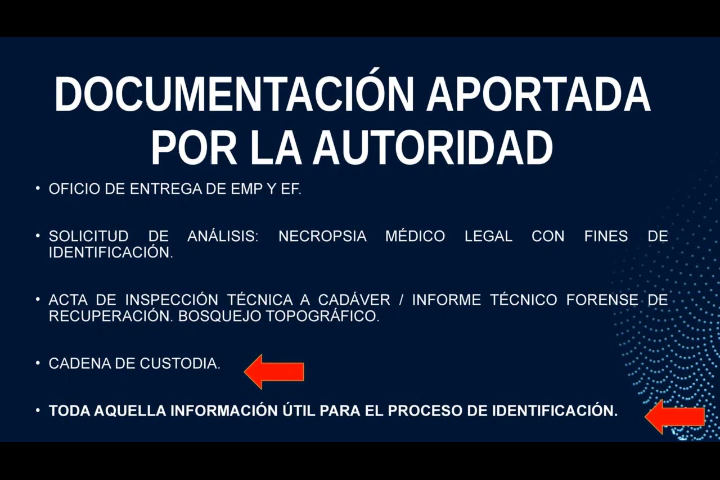 DOCUMENTACIÓN APORTADA
POR LA AUTORIDAD
• OFICIO DE ENTREGA DE EMP Y EF.
• SOLICITUD DE ANÁLISIS: NECROPSIA MÉDICO LEGAL CON FINES DE
IDENTIFICACIÓN.
• ACTA DE INSPECCIÓN TÉCNICA A CADÁVER / INFORME TÉCNICO FORENSE DE
RECUPERACIÓN. BOSQUEJO TOPOGRÁFICO.
• CADENA DE CUSTODIA.
• TODA AQUELLA INFORMACIÓN ÚTIL PARA EL PROCESO DE IDENTIFICACIÓN.